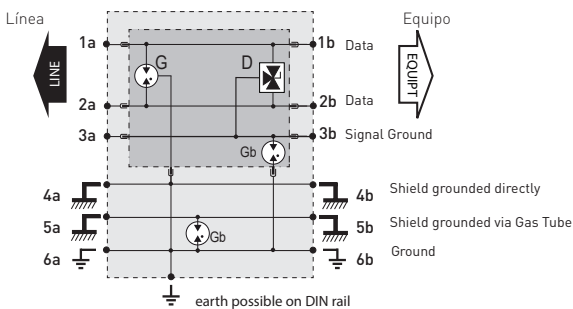 Línea
Equipo
1a
1b Data
G
D
LINE
EQUIPT
2a
2b Data
3a
3b Signal Ground
Gb
4a
4b Shield grounded directly
5a
5b Shield grounded via Gas Tube
Gb
6a
6b Ground
earth possible on DIN rail